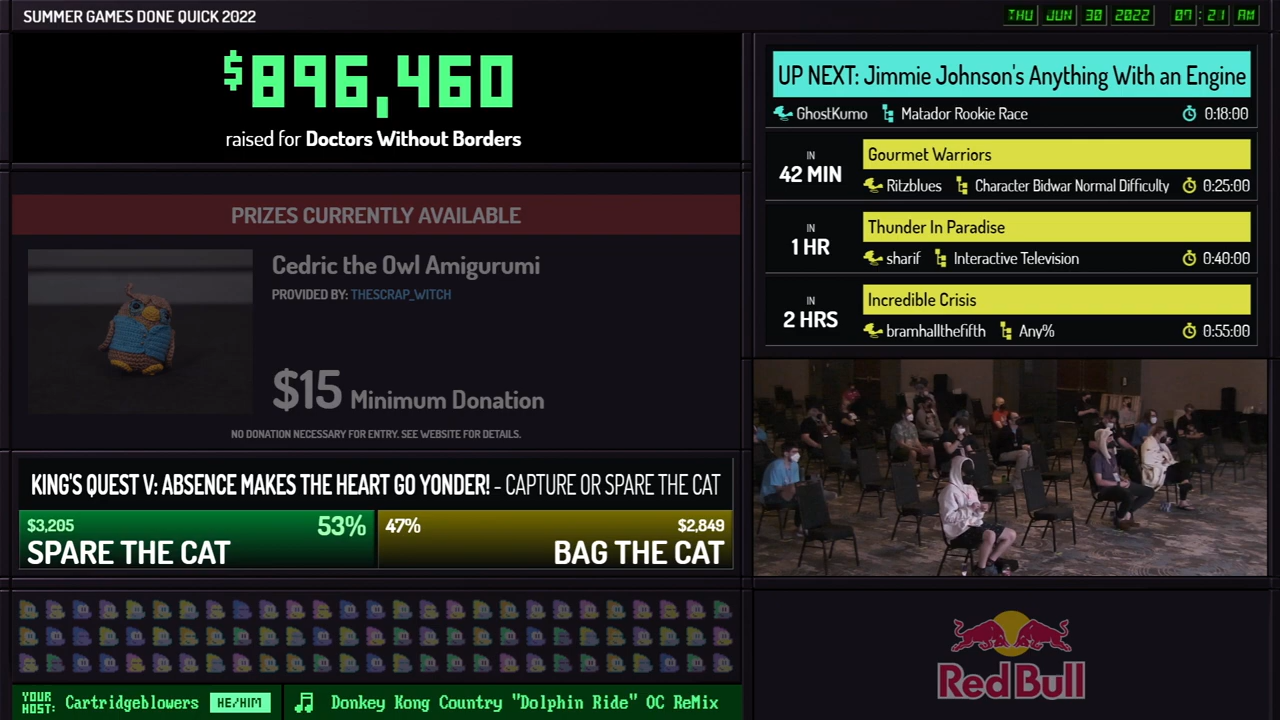 SUMMER GAMES DONE QUICK 2022
THU JUN 30 2022 07:21 AM
$896,460
raised for Doctors Without Borders
PRIZES CURRENTLY AVAILABLE
Cedric the Owl Amigurumi
PROVIDED BY: THESCRAP_WITCH
$15 Minimum Donation
NO DONATION NECESSARY FOR ENTRY. SEE WEBSITE FOR DETAILS.
KING'S QUEST V: ABSENCE MAKES THE HEART GO YONDER! - CAPTURE OR SPARE THE CAT
$3,205 53% 47% $2,849
SPARE THE CAT BAG THE CAT
YOUR HOST: Cartridgeblowers HE/HIM
Donkey Kong Country "Dolphin Ride" OC ReMix
UP NEXT: Jimmie Johnson's Anything With an Engine
GhostKumo Matador Rookie Race 0:18:00
IN 42 MIN
Gourmet Warriors
Ritzblues Character Bidwar Normal Difficulty 0:25:00
IN 1 HR
Thunder In Paradise
sharif Interactive Television 0:40:00
IN 2 HRS
Incredible Crisis
bramhallthefifth Any% 0:55:00
Red Bull